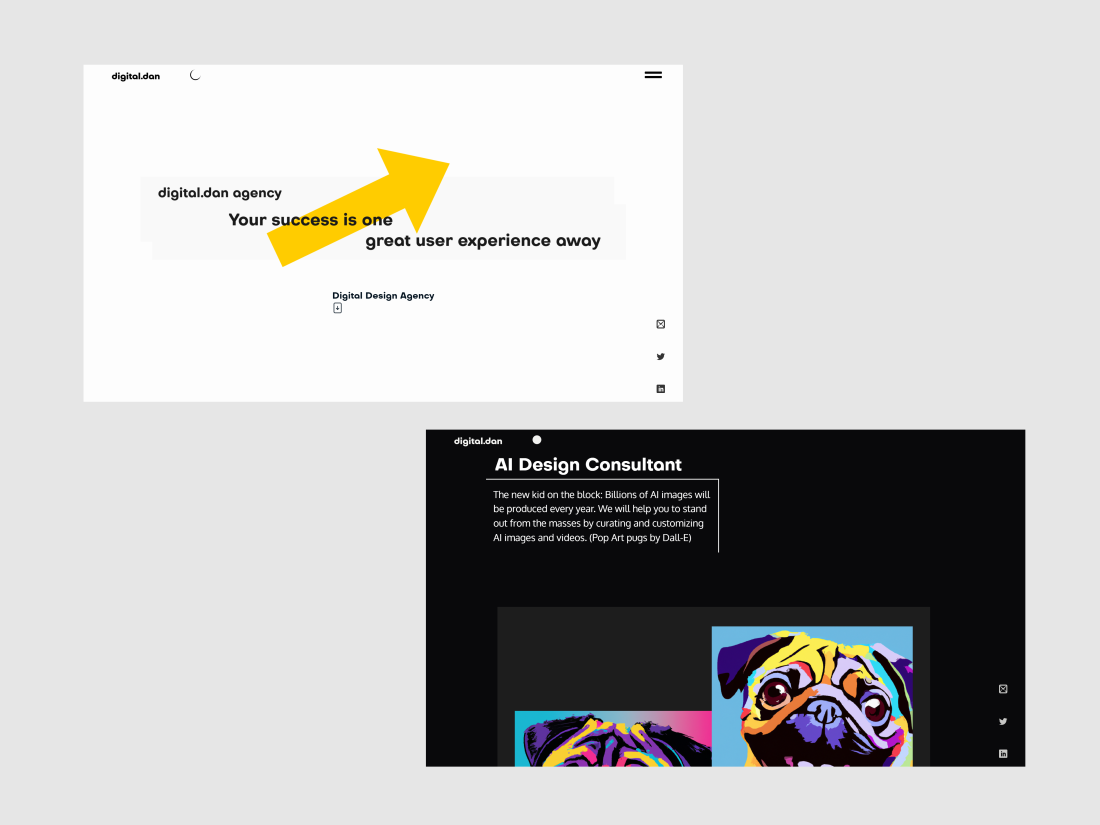 digital.dan
digital.dan agency
Your success is one
great user experience away
Digital Design Agency
digital.dan
AI Design Consultant
The new kid on the block: Billions of AI images will
be produced every year. We will help you to stand
out from the masses by curating and customizing
AI images and videos. (Pop Art pugs by Dall-E)